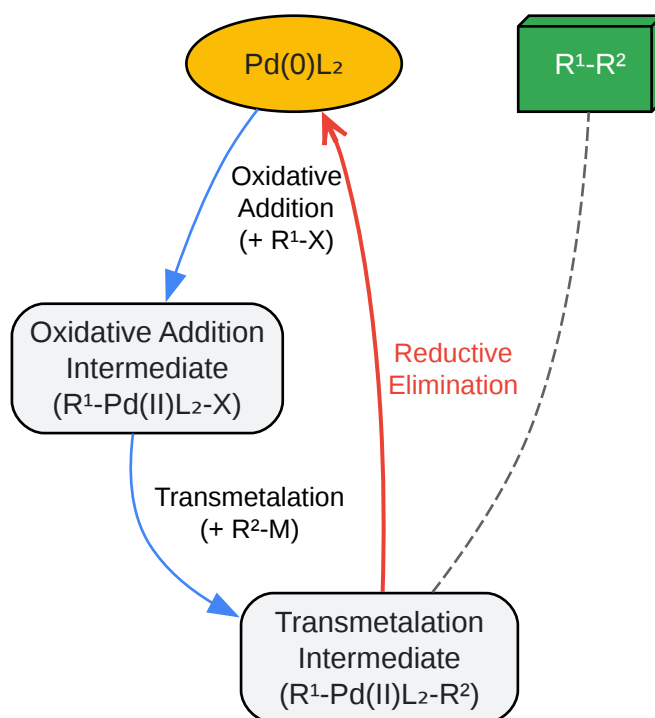 Pd(0)L₂
R¹-R²
Oxidative
Addition
(+ R¹-X)
Oxidative Addition
Intermediate
(R¹-Pd(II)L₂-X)
Reductive
Elimination
Transmetalation
(+ R²-M)
Transmetalation
Intermediate
(R¹-Pd(II)L₂-R²)